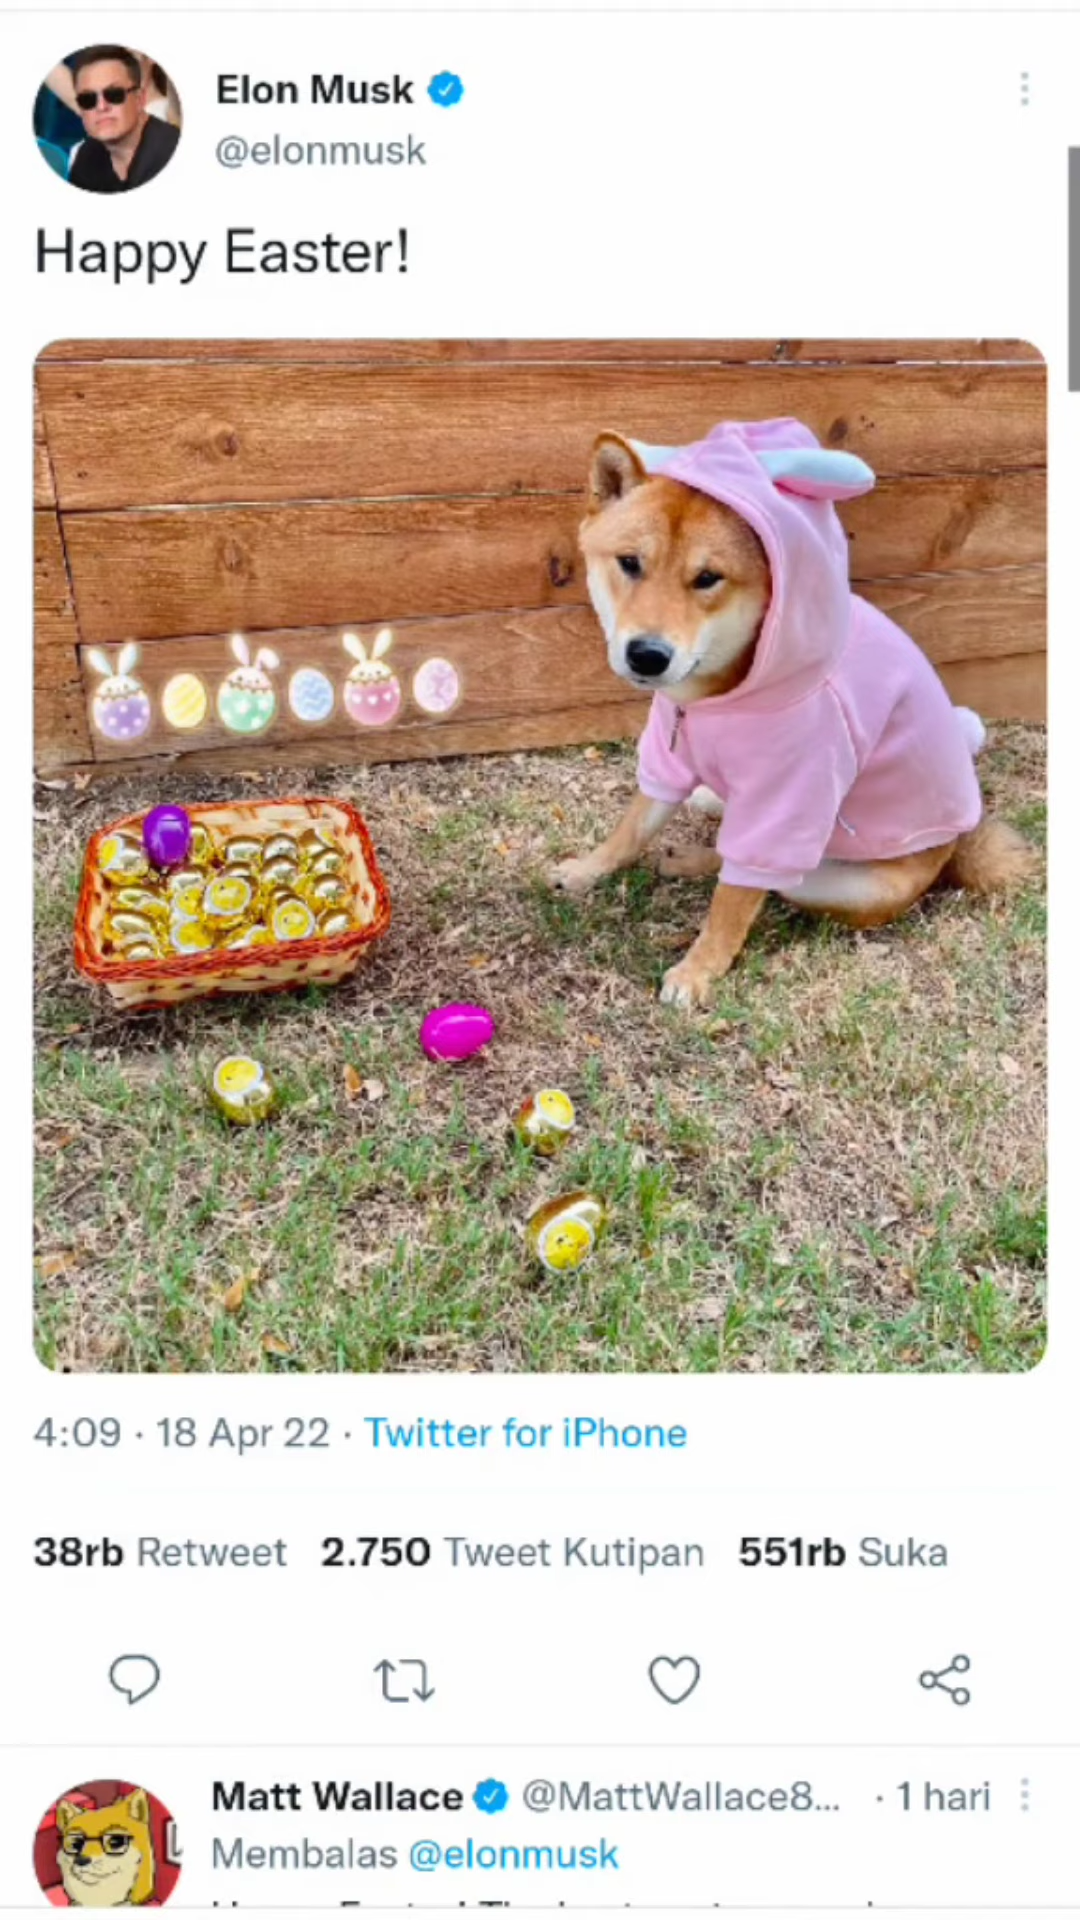 Elon Musk
@elonmusk
Happy Easter!
4:09 · 18 Apr 22 · Twitter for iPhone
38rb Retweet 2.750 Tweet Kutipan 551rb Suka
Matt Wallace @MattWallace8... · 1 hari
Membalas @elonmusk